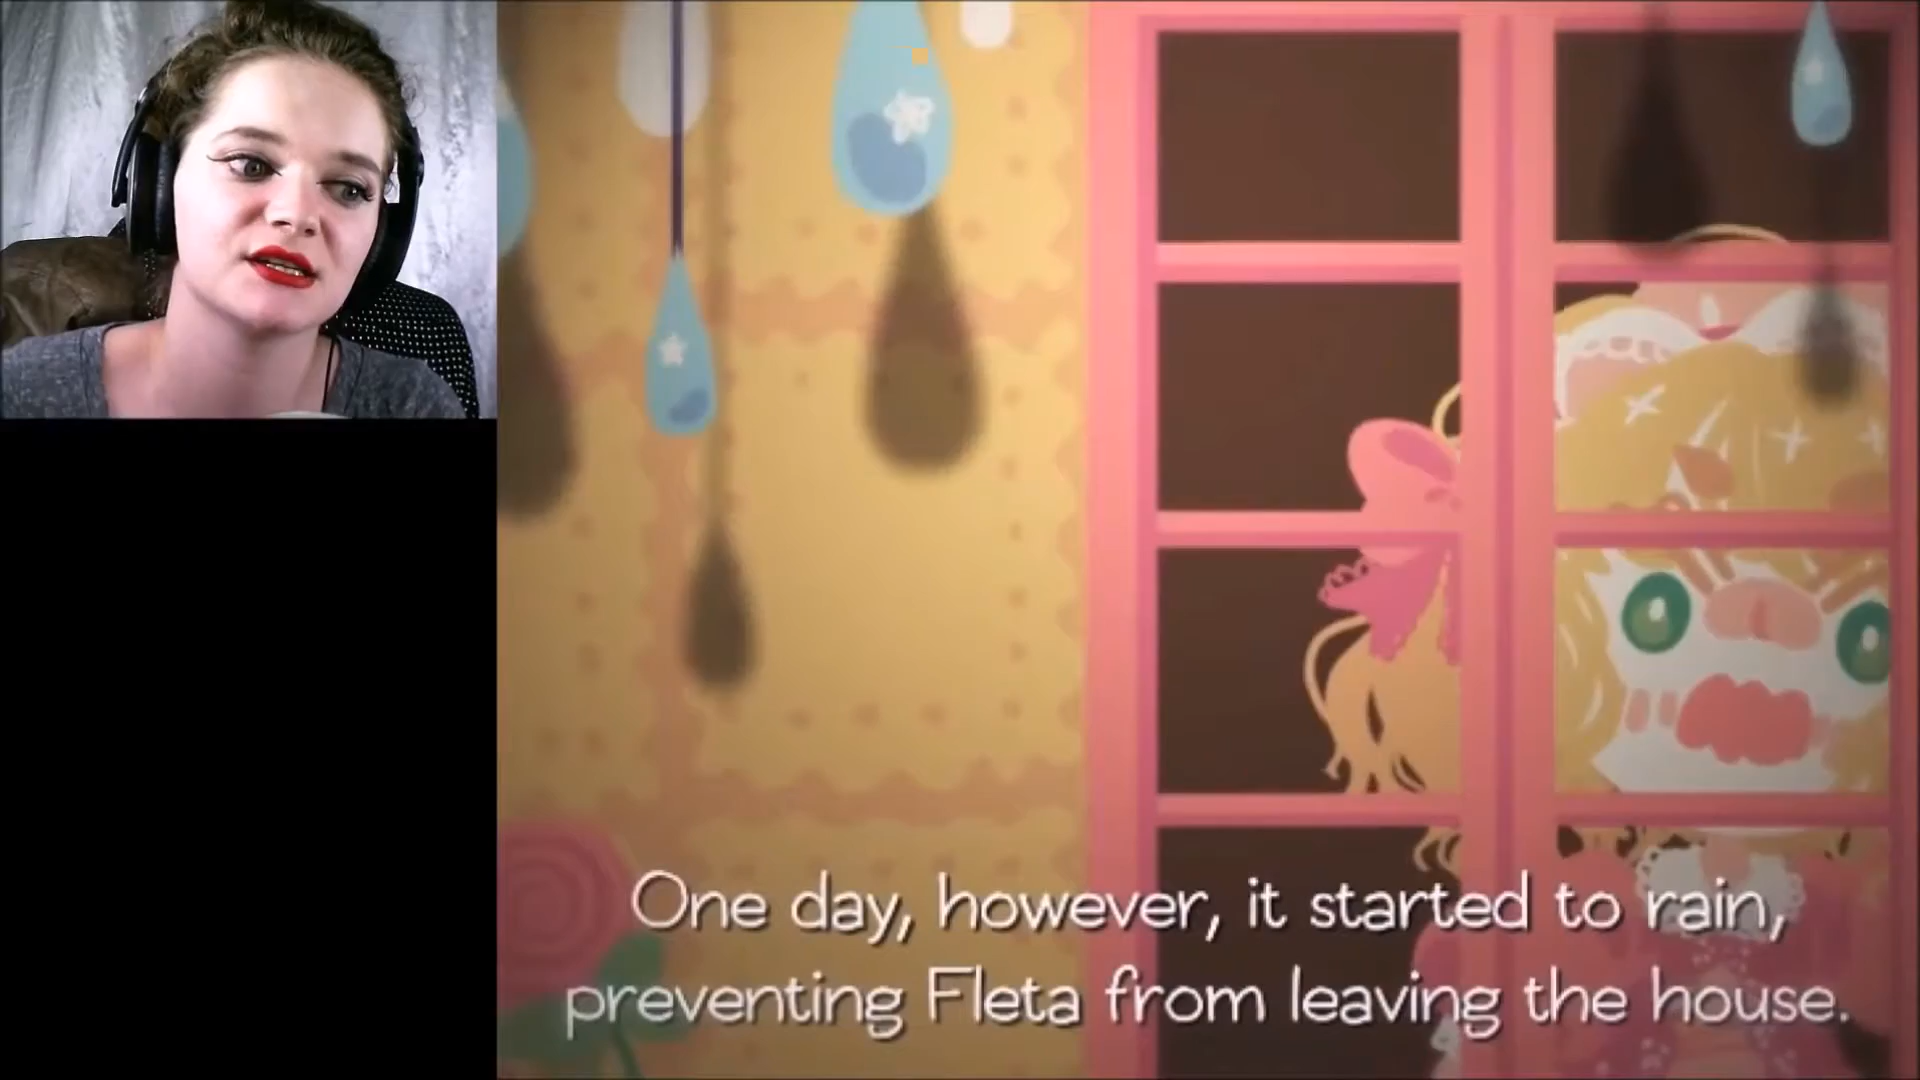 One day, however, it started to rain,
preventing Fleta from leaving the house.